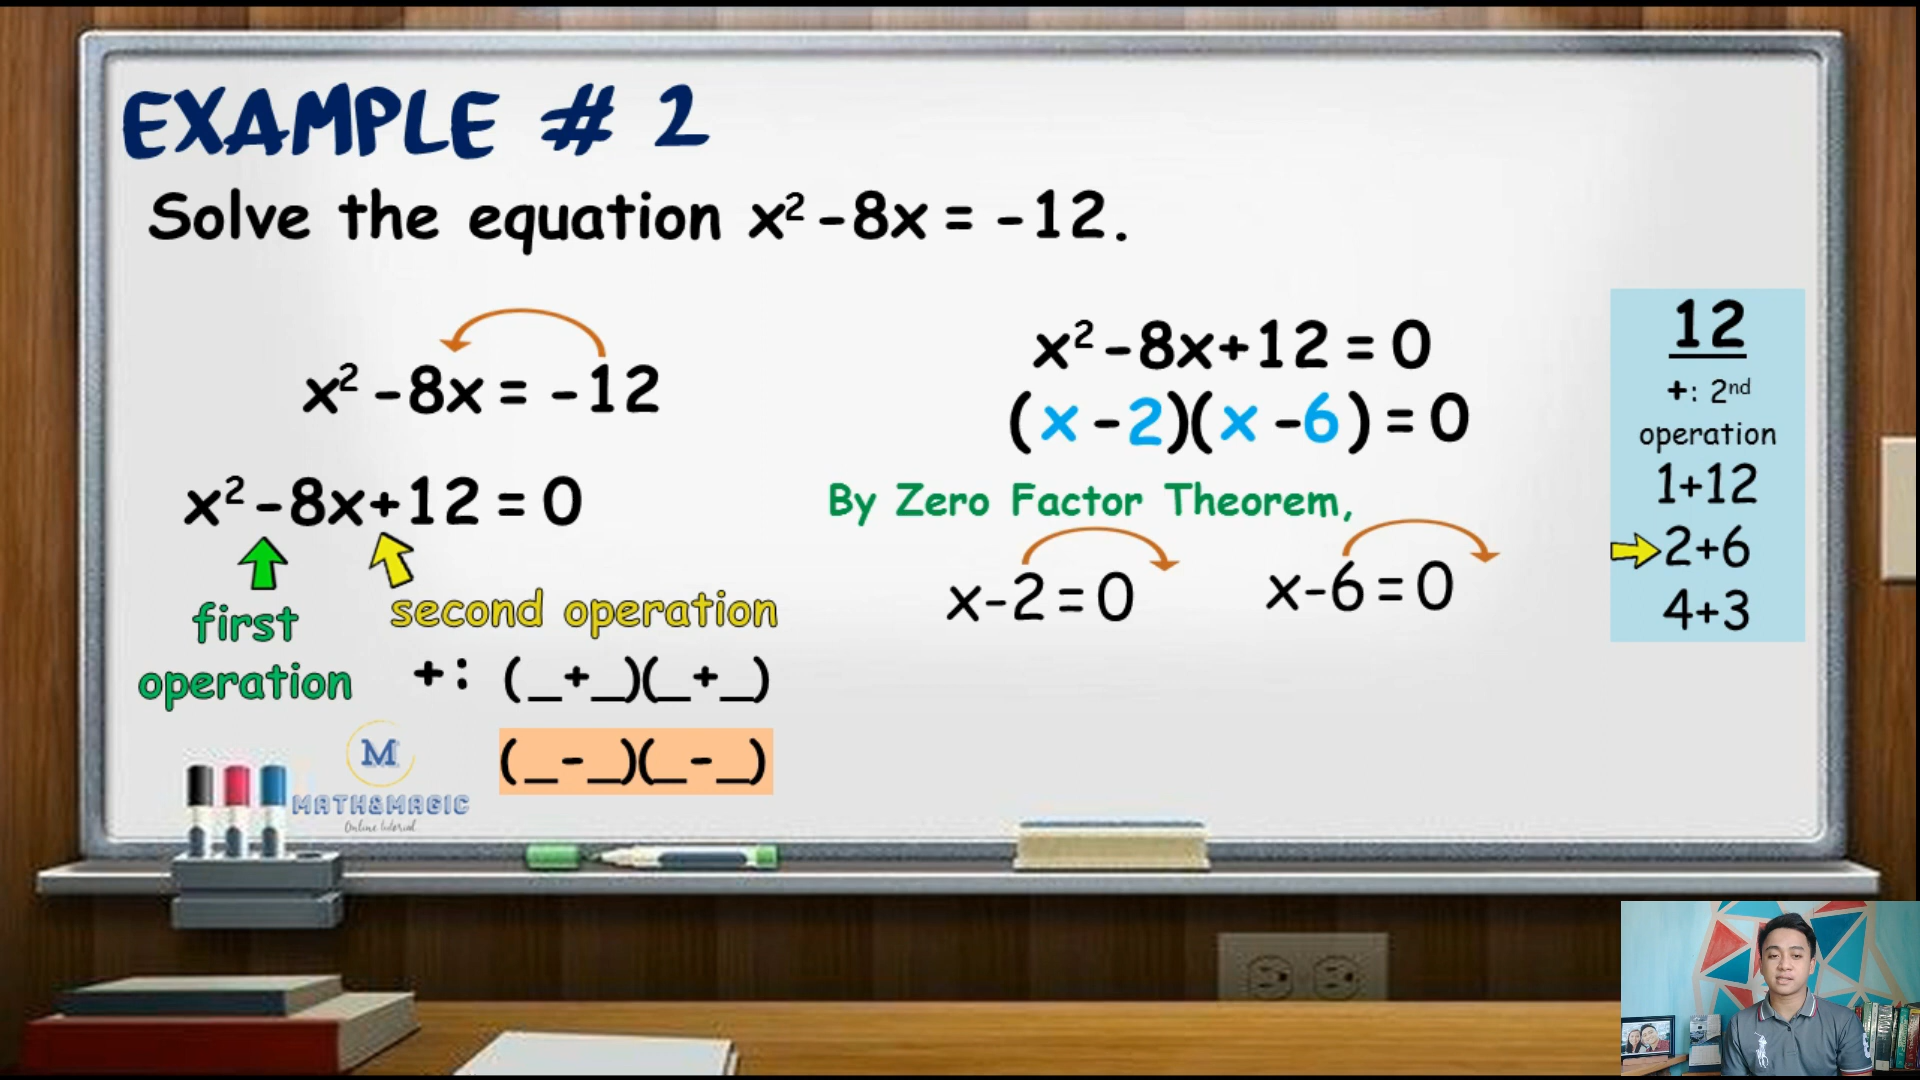 EXAMPLE # 2
Solve the equation x² -8x = -12.
x² -8x = -12
x² -8x+12 = 0
first
operation
second operation
+: (_+_)(_+_)
(_-_)(_-_)
x² -8x+12 = 0
(x -2)(x -6) = 0
By Zero Factor Theorem,
x-2=0
x-6=0
12
+: 2nd
operation
1+12
2+6
4+3
M
MATH&MAGIC
Online tutorial